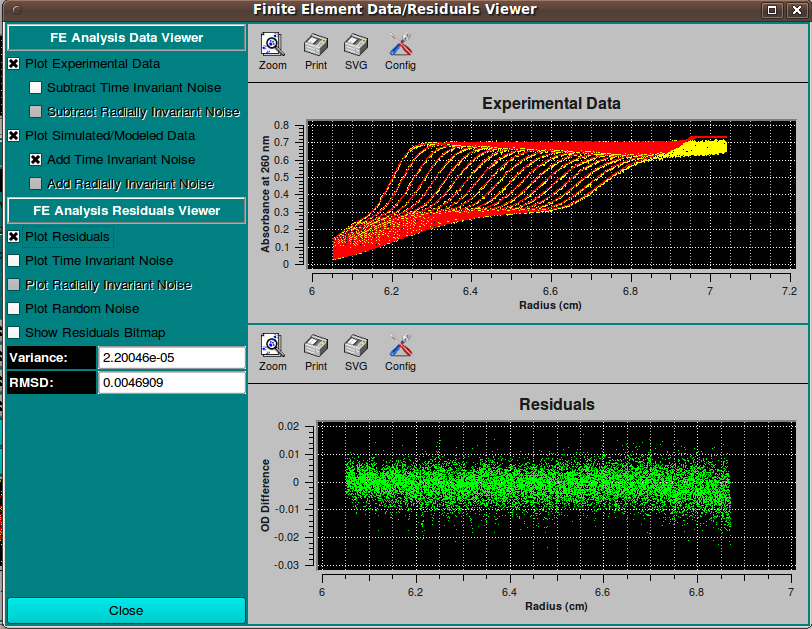 Finite Element Data/Residuals Viewer
FE Analysis Data Viewer
Plot Experimental Data
Subtract Time Invariant Noise
Subtract Radially Invariant Noise
Plot Simulated/Modeled Data
Add Time Invariant Noise
Add Radially Invariant Noise
FE Analysis Residuals Viewer
Plot Residuals
Plot Time Invariant Noise
Plot Radially Invariant Noise
Plot Random Noise
Show Residuals Bitmap
Variance: 2.20046e-05
RMSD: 0.0046909
Close
Zoom Print SVG Config
Experimental Data
Absorbance at 260 nm
0.8
0.7
0.6
0.5
0.4
0.3
0.2
0.1
0
6 6.2 6.4 6.6 6.8 7 7.2
Radius (cm)
Zoom Print SVG Config
Residuals
OD Difference
0.02
0.01
0
-0.01
-0.02
-0.03
6 6.2 6.4 6.6 6.8 7
Radius (cm)